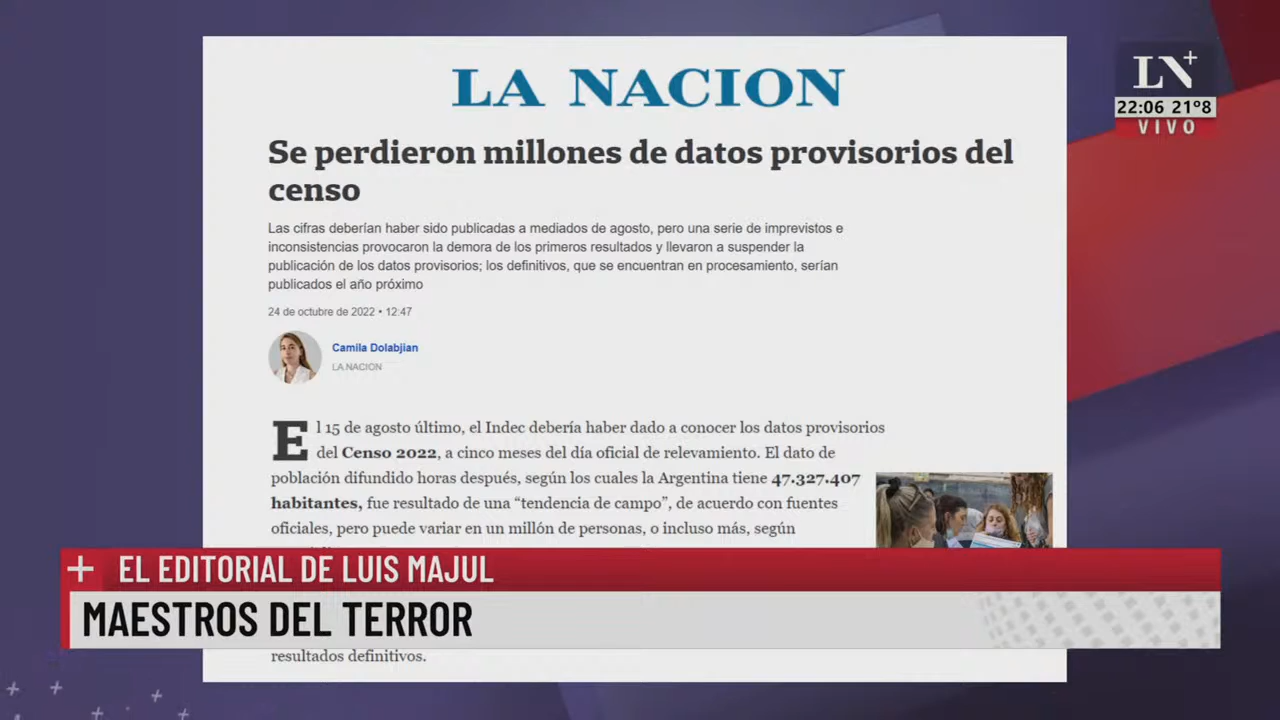 LA NACION
LN+
22:06 21º8
VIVO
Se perdieron millones de datos provisorios del
censo
Las cifras deberían haber sido publicadas a mediados de agosto, pero una serie de imprevistos e
inconsistencias provocaron la demora de los primeros resultados y llevaron a suspender la
publicación de los datos provisorios; los definitivos, que se encuentran en procesamiento, serían
publicados el año próximo
24 de octubre de 2022 • 12:47
Camila Dolabjian
LA NACION
El 15 de agosto último, el Indec debería haber dado a conocer los datos provisorios
del Censo 2022, a cinco meses del día oficial de relevamiento. El dato de
población difundido horas después, según los cuales la Argentina tiene 47.327.407
habitantes, fue resultado de una “tendencia de campo”, de acuerdo con fuentes
oficiales, pero puede variar en un millón de personas, o incluso más, según
+ EL EDITORIAL DE LUIS MAJUL
MAESTROS DEL TERROR
resultados definitivos.